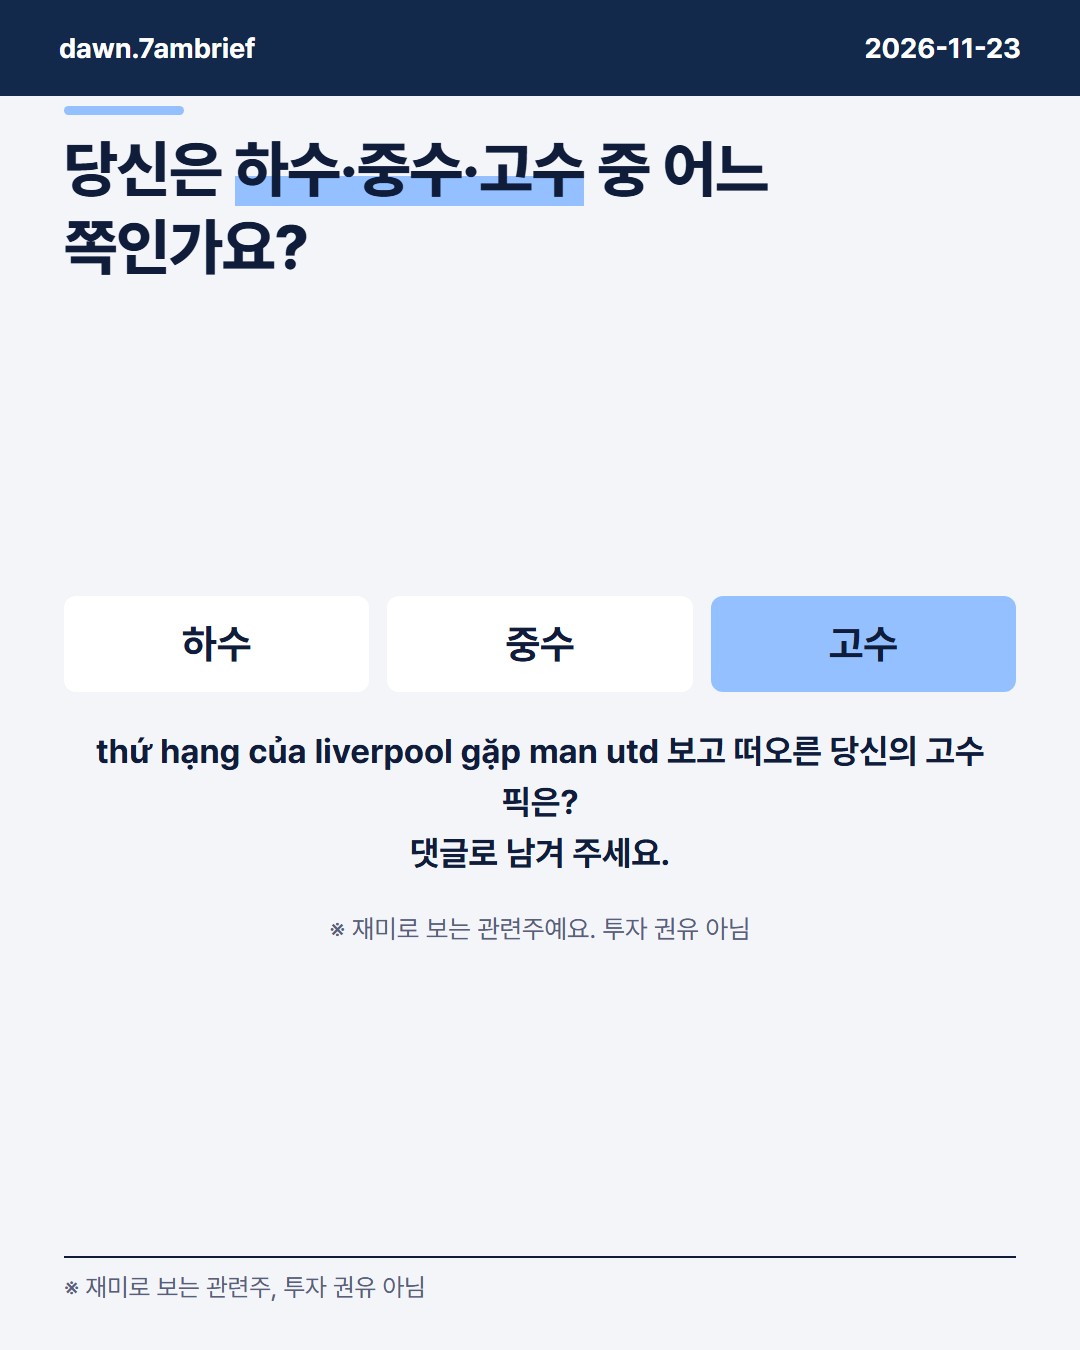 dawn.7ambrief
2026-11-23
당신은 하수·중수·고수 중 어느
쪽인가요?
하수
중수
고수
thứ hạng của liverpool gặp man utd 보고 떠오른 당신의 고수
픽은?
댓글로 남겨 주세요.
※ 재미로 보는 관련주예요. 투자 권유 아님
※ 재미로 보는 관련주, 투자 권유 아님